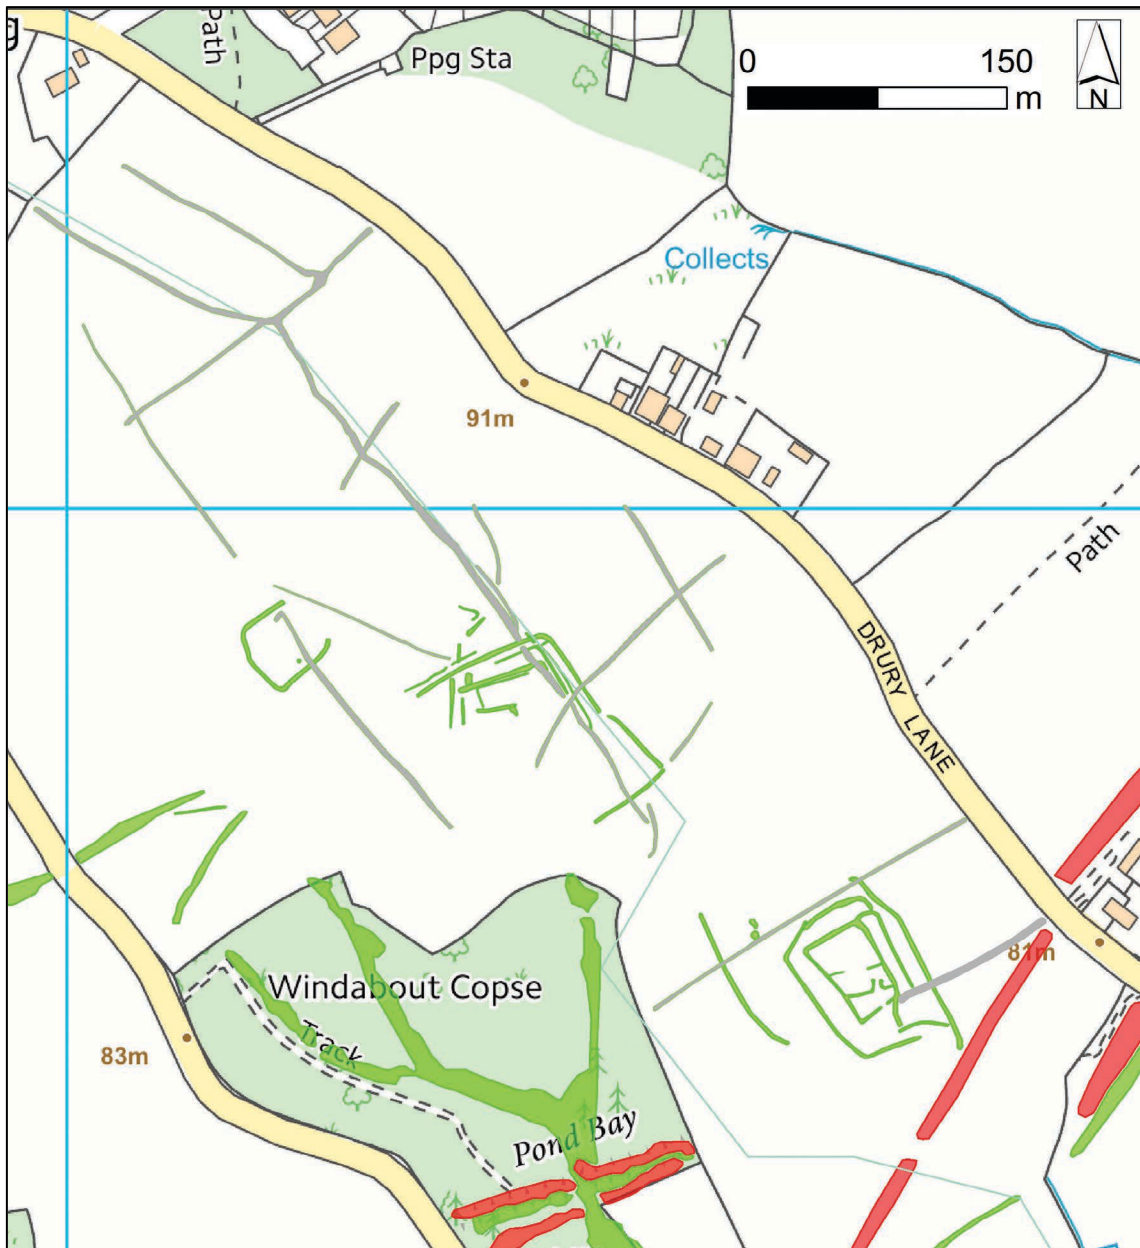 g
Path
Ppg Sta
0 150
m
N
Collects
91m
Path
DRURY LANE
81m
Windabout Copse
Track
83m
Pond Bay